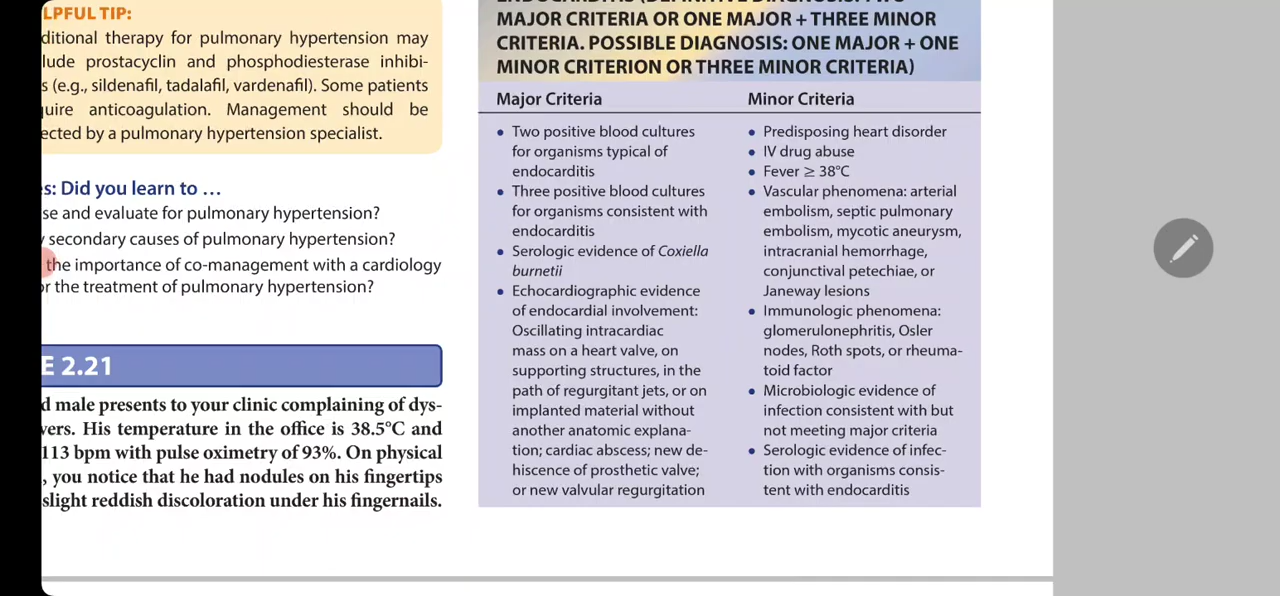 LPFUL TIP:
ditional therapy for pulmonary hypertension may
lude prostacyclin and phosphodiesterase inhibi-
s (e.g., sildenafil, tadalafil, vardenafil). Some patients
quire anticoagulation. Management should be
ected by a pulmonary hypertension specialist.
s: Did you learn to …
se and evaluate for pulmonary hypertension?
secondary causes of pulmonary hypertension?
the importance of co-management with a cardiology
or the treatment of pulmonary hypertension?
E 2.21
d male presents to your clinic complaining of dys-
vers. His temperature in the office is 38.5°C and
113 bpm with pulse oximetry of 93%. On physical
, you notice that he had nodules on his fingertips
slight reddish discoloration under his fingernails.
ENDOCARDITIS (DEFINITIVE DIAGNOSIS: TWO
MAJOR CRITERIA OR ONE MAJOR + THREE MINOR
CRITERIA. POSSIBLE DIAGNOSIS: ONE MAJOR + ONE
MINOR CRITERION OR THREE MINOR CRITERIA)
Major Criteria
• Two positive blood cultures
for organisms typical of
endocarditis
• Three positive blood cultures
for organisms consistent with
endocarditis
• Serologic evidence of Coxiella
burnetii
• Echocardiographic evidence
of endocardial involvement:
Oscillating intracardiac
mass on a heart valve, on
supporting structures, in the
path of regurgitant jets, or on
implanted material without
another anatomic explana-
tion; cardiac abscess; new de-
hiscence of prosthetic valve;
or new valvular regurgitation
Minor Criteria
• Predisposing heart disorder
• IV drug abuse
• Fever ≥ 38°C
• Vascular phenomena: arterial
embolism, septic pulmonary
embolism, mycotic aneurysm,
intracranial hemorrhage,
conjunctival petechiae, or
Janeway lesions
• Immunologic phenomena:
glomerulonephritis, Osler
nodes, Roth spots, or rheuma-
toid factor
• Microbiologic evidence of
infection consistent with but
not meeting major criteria
• Serologic evidence of infec-
tion with organisms consis-
tent with endocarditis